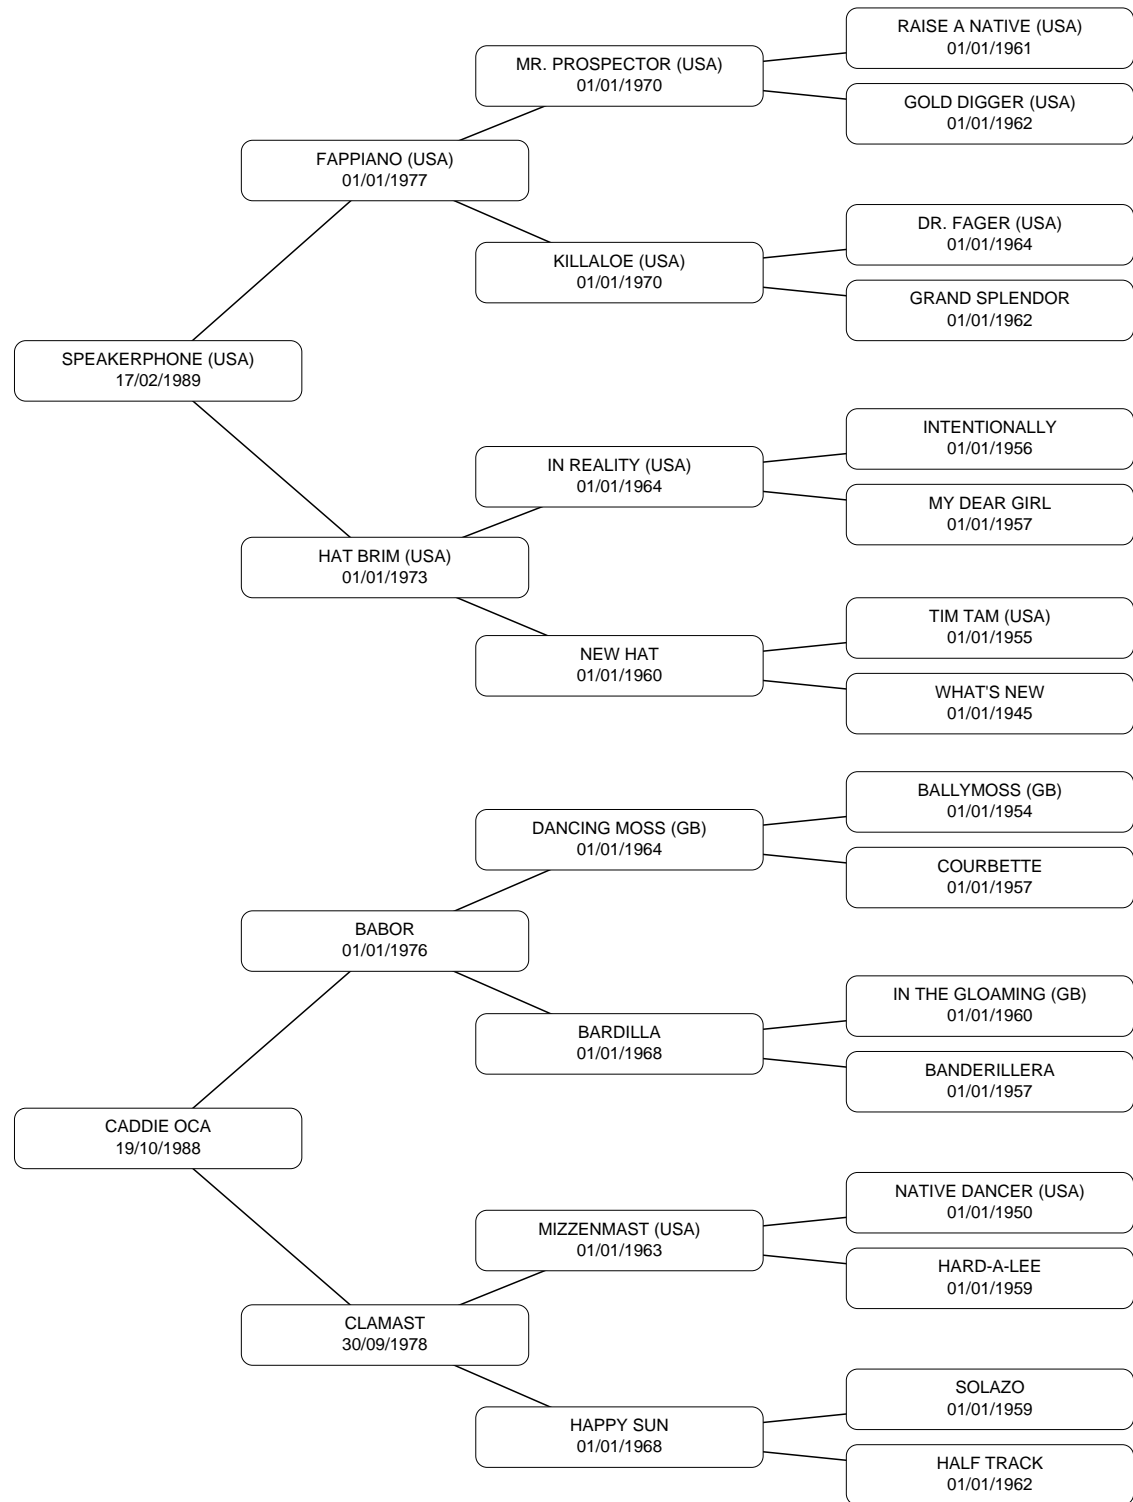 RAISE A NATIVE (USA)
01/01/1961
MR. PROSPECTOR (USA)
01/01/1970
GOLD DIGGER (USA)
01/01/1962
FAPPIANO (USA)
01/01/1977
DR. FAGER (USA)
01/01/1964
KILLALOE (USA)
01/01/1970
GRAND SPLENDOR
01/01/1962
SPEAKERPHONE (USA)
17/02/1989
INTENTIONALLY
01/01/1956
IN REALITY (USA)
01/01/1964
MY DEAR GIRL
01/01/1957
HAT BRIM (USA)
01/01/1973
TIM TAM (USA)
01/01/1955
NEW HAT
01/01/1960
WHAT'S NEW
01/01/1945
BALLYMOSS (GB)
01/01/1954
DANCING MOSS (GB)
01/01/1964
COURBETTE
01/01/1957
BABOR
01/01/1976
IN THE GLOAMING (GB)
01/01/1960
BARDILLA
01/01/1968
BANDERILLERA
01/01/1957
CADDIE OCA
19/10/1988
NATIVE DANCER (USA)
01/01/1950
MIZZENMAST (USA)
01/01/1963
HARD-A-LEE
01/01/1959
CLAMAST
30/09/1978
SOLAZO
01/01/1959
HAPPY SUN
01/01/1968
HALF TRACK
01/01/1962